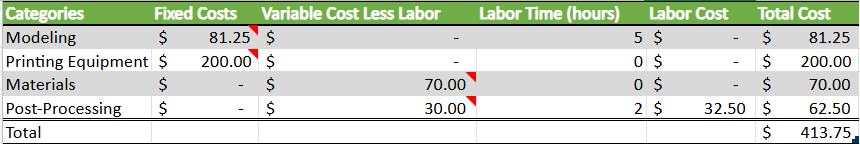 Categories Fixed Costs Variable Cost Less Labor Labor Time (hours) Labor Cost Total Cost
Modeling $ 81.25 $ - 5 $ - $ 81.25
Printing Equipment $ 200.00 $ - 0 $ - $ 200.00
Materials $ - $ 70.00 0 $ - $ 70.00
Post-Processing $ - $ 30.00 2 $ 32.50 $ 62.50
Total $ 413.75